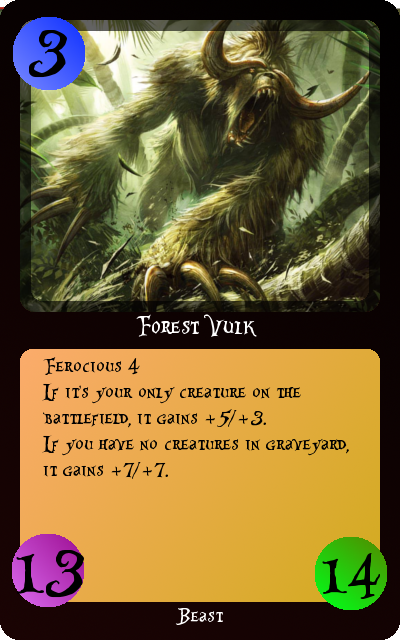 3
Forest Vulk
Ferocious 4
If it's your only creature on the
battlefield, it gains +5/+3.
If you have no creatures in graveyard,
it gains +7/+7.
13
14
Beast